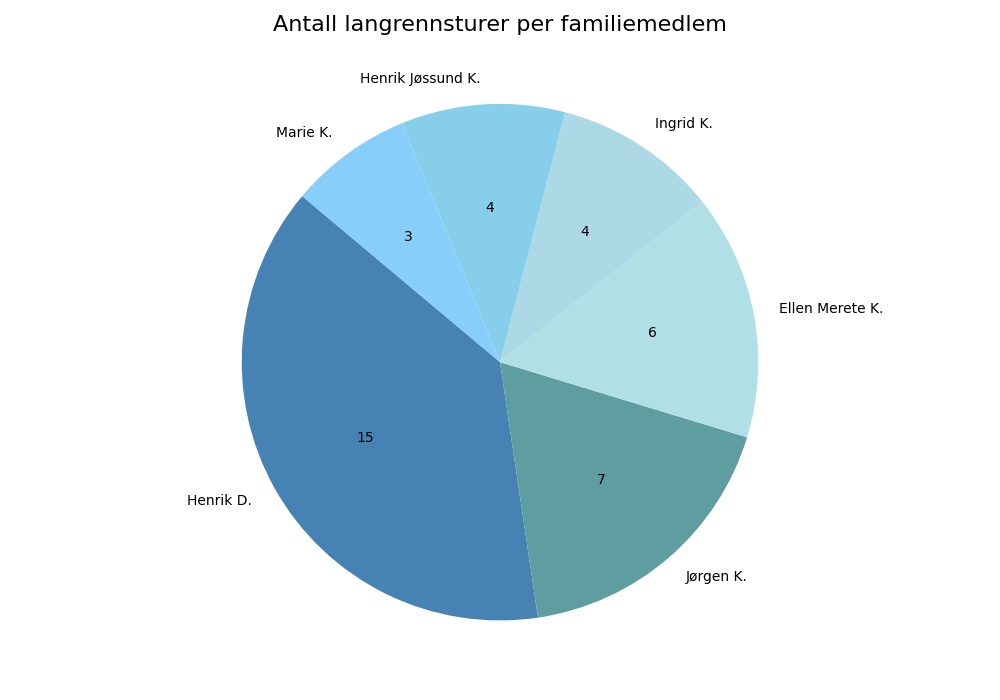 Antall langrennsturer per familiemedlem
Henrik Jøssund K.
Ingrid K.
Marie K.
4
4
3
Ellen Merete K.
6
15
7
Henrik D.
Jørgen K.